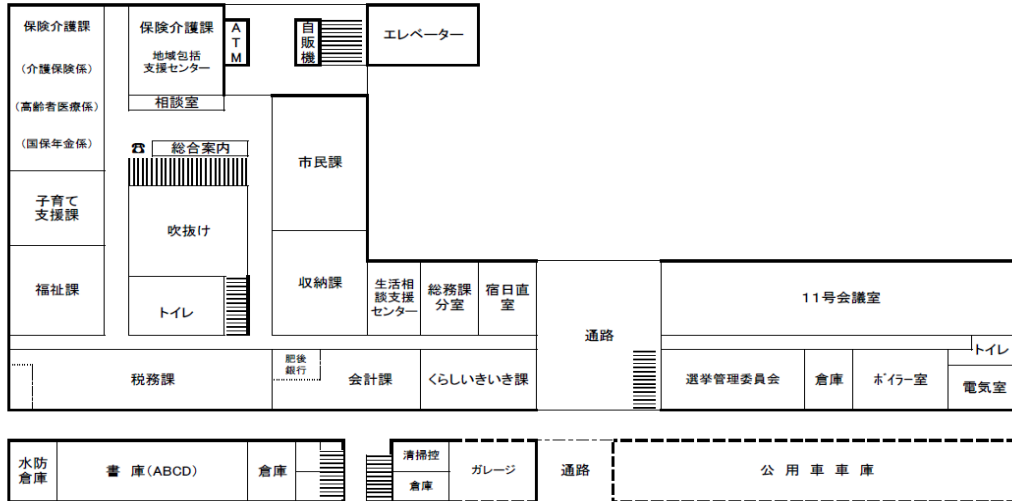 保険介護課
(介護保険係)
(高齢者医療係)
(国保年金係)
保険介護課
地域包括
支援センター
相談室
ATM
自販機
エレベーター
☎ 総合案内
市民課
子育て
支援課
吹抜け
福祉課
トイレ
収納課
生活相
談支援
センター
総務課
分室
宿日直
室
通路
11号会議室
税務課
肥後
銀行
会計課
くらしいきいき課
選挙管理委員会
倉庫
ボイラー室
トイレ
電気室
水防
倉庫
書 庫(ABCD)
倉庫
清掃控
倉庫
ガレージ
通路
公 用 車 車 庫